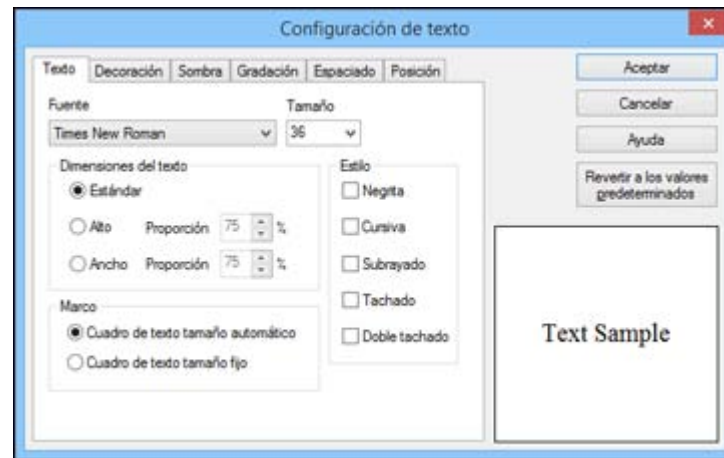 Configuración de texto
Texto Decoración Sombra Gradación Espaciado Posición
Fuente Tamaño
Times New Roman 36
Dimensiones del texto
Estándar
Alto Proporción 75 %
Ancho Proporción 75 %
Marco
Cuadro de texto tamaño automático
Cuadro de texto tamaño fijo
Estilo
Negrita
Cursiva
Subrayado
Tachado
Doble tachado
Aceptar
Cancelar
Ayuda
Revertir a los valores
predeterminados
Text Sample